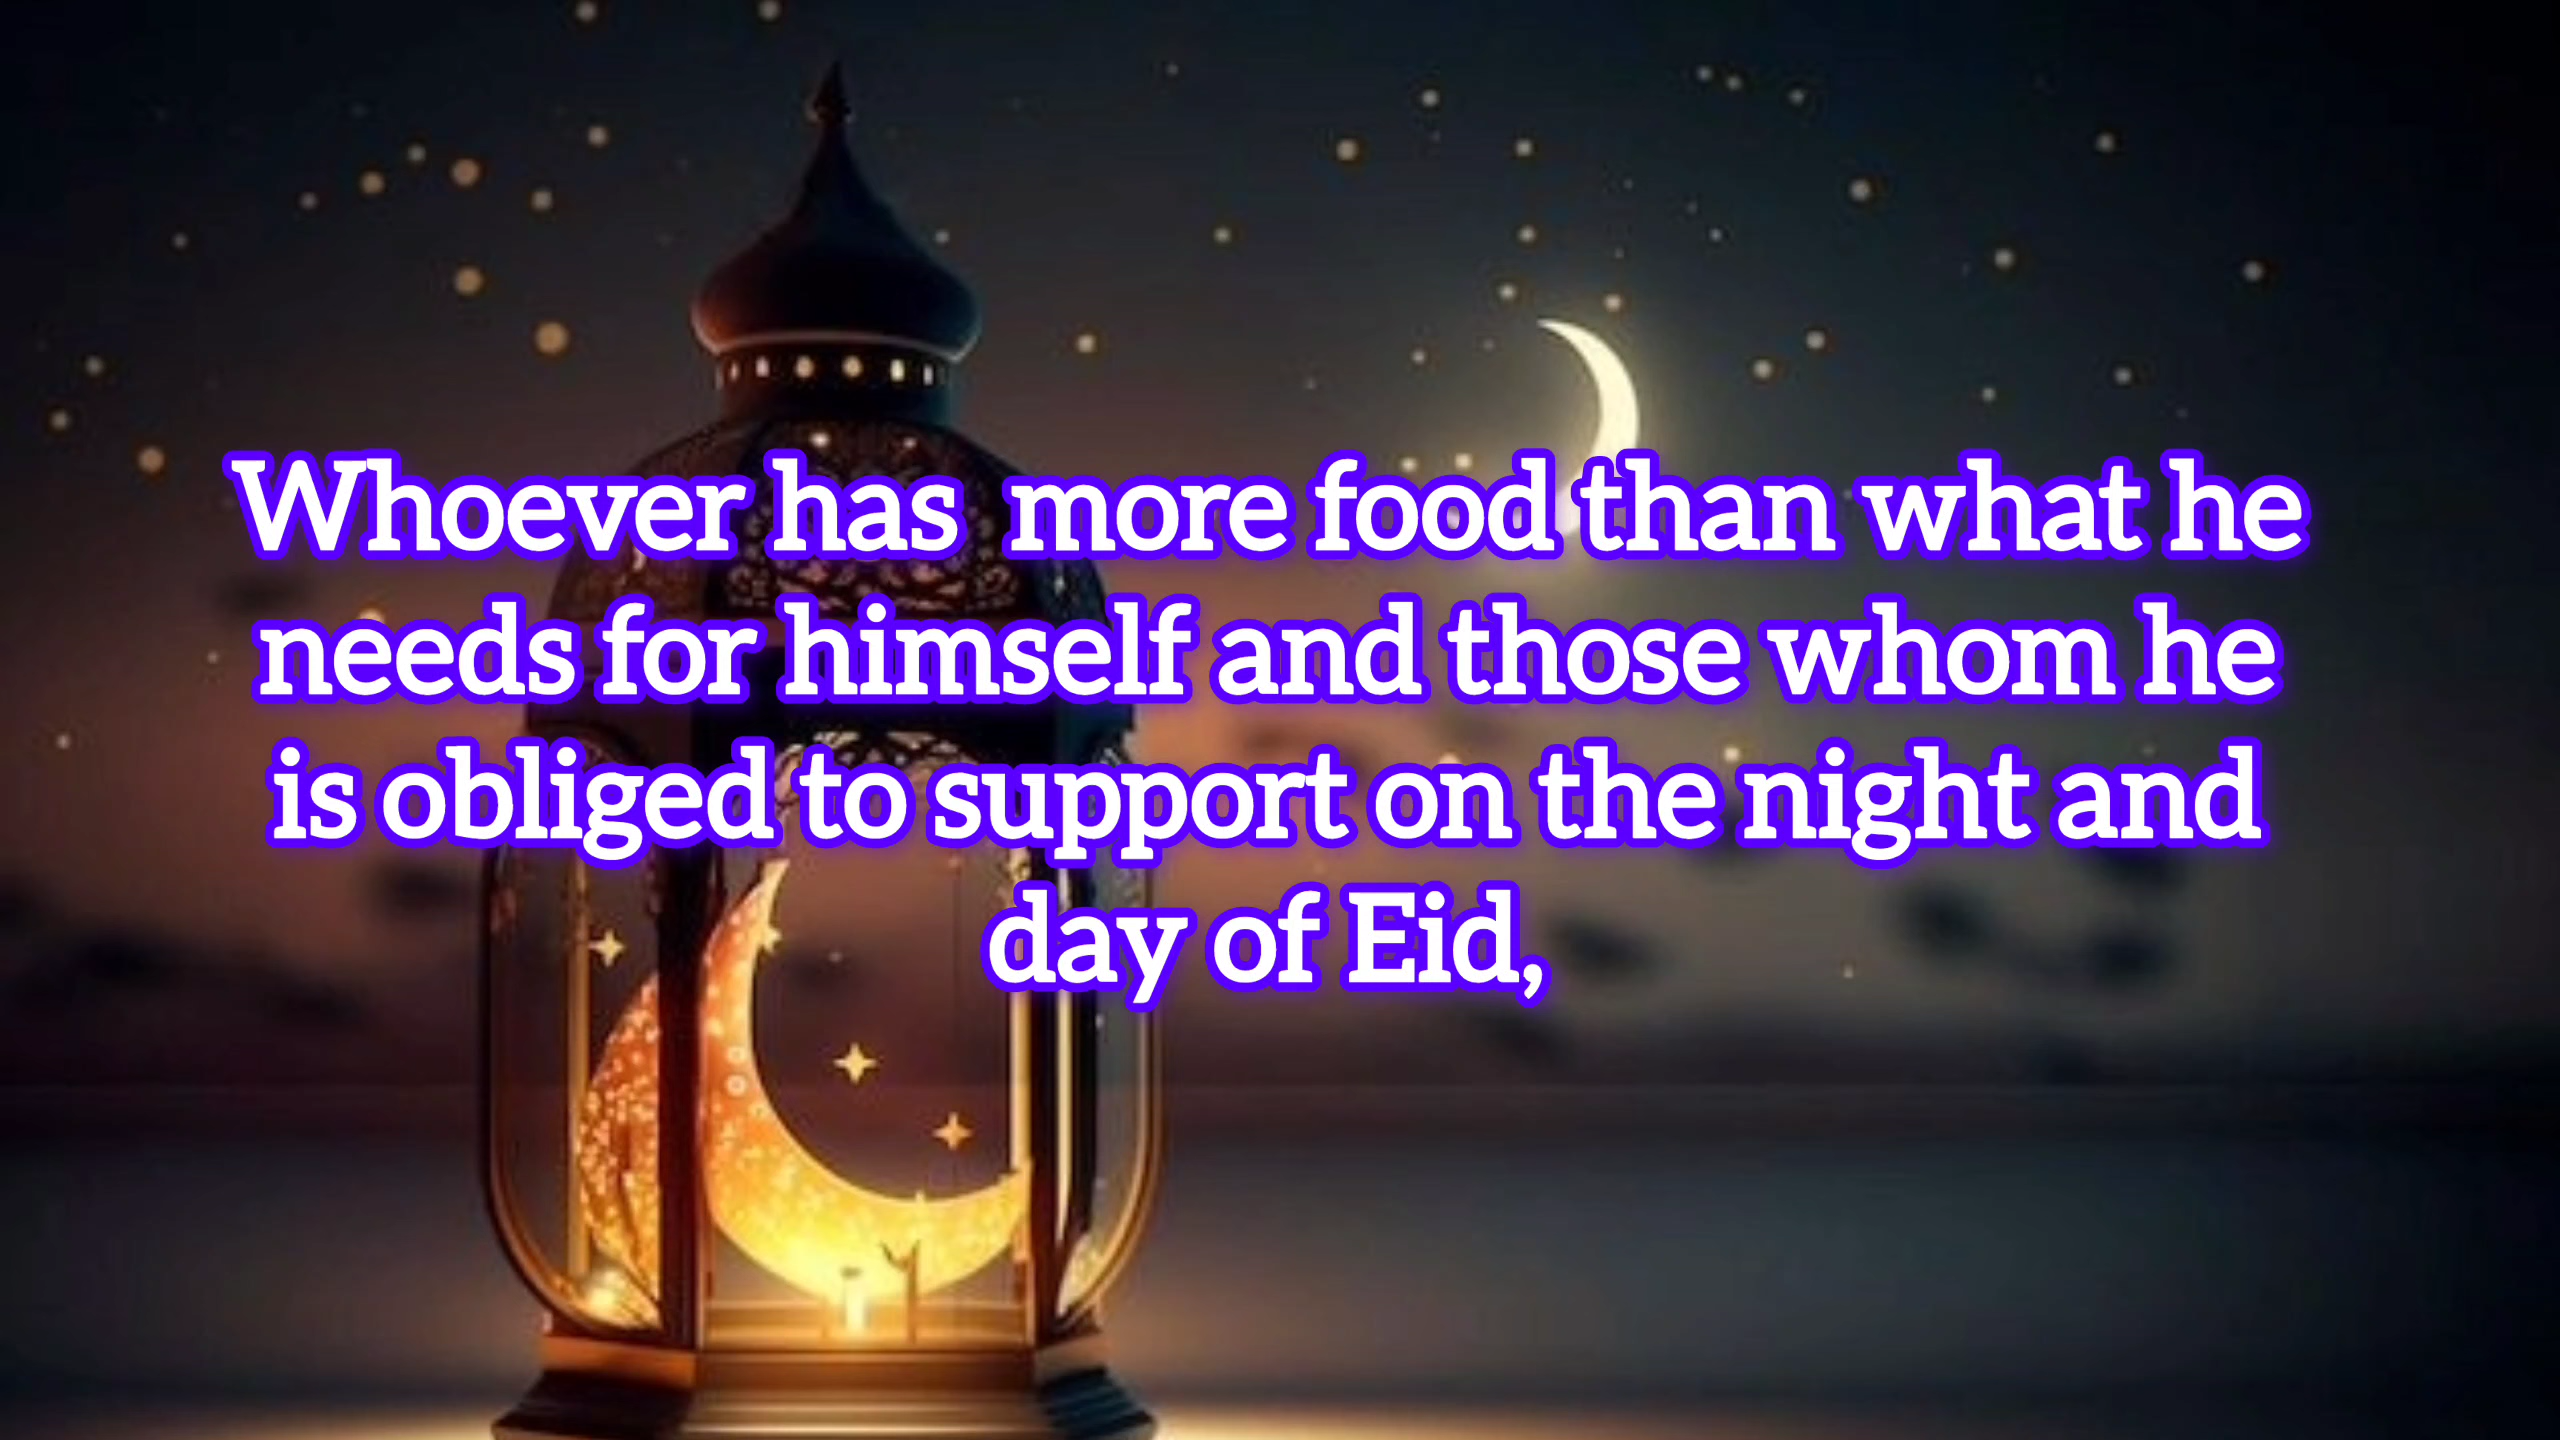 Whoever has  more food than what he
needs for himself and those whom he
is obliged to support on the night and
day of Eid,